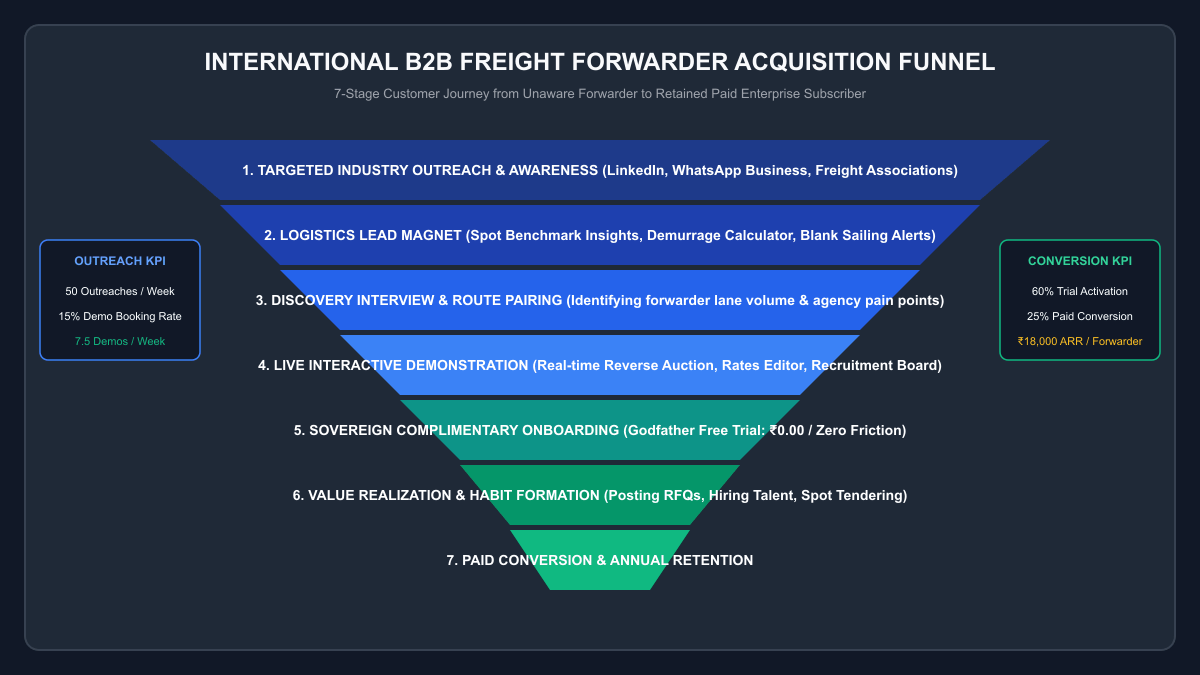 INTERNATIONAL B2B FREIGHT FORWARDER ACQUISITION FUNNEL
7-Stage Customer Journey from Unaware Forwarder to Retained Paid Enterprise Subscriber
1. TARGETED INDUSTRY OUTREACH & AWARENESS (LinkedIn, WhatsApp Business, Freight Associations)
2. LOGISTICS LEAD MAGNET (Spot Benchmark Insights, Demurrage Calculator, Blank Sailing Alerts)
3. DISCOVERY INTERVIEW & ROUTE PAIRING (Identifying forwarder lane volume & agency pain points)
4. LIVE INTERACTIVE DEMONSTRATION (Real-time Reverse Auction, Rates Editor, Recruitment Board)
5. SOVEREIGN COMPLIMENTARY ONBOARDING (Godfather Free Trial: ₹0.00 / Zero Friction)
6. VALUE REALIZATION & HABIT FORMATION (Posting RFQs, Hiring Talent, Spot Tendering)
7. PAID CONVERSION & ANNUAL RETENTION
OUTREACH KPI
50 Outreaches / Week
15% Demo Booking Rate
7.5 Demos / Week
CONVERSION KPI
60% Trial Activation
25% Paid Conversion
₹18,000 ARR / Forwarder